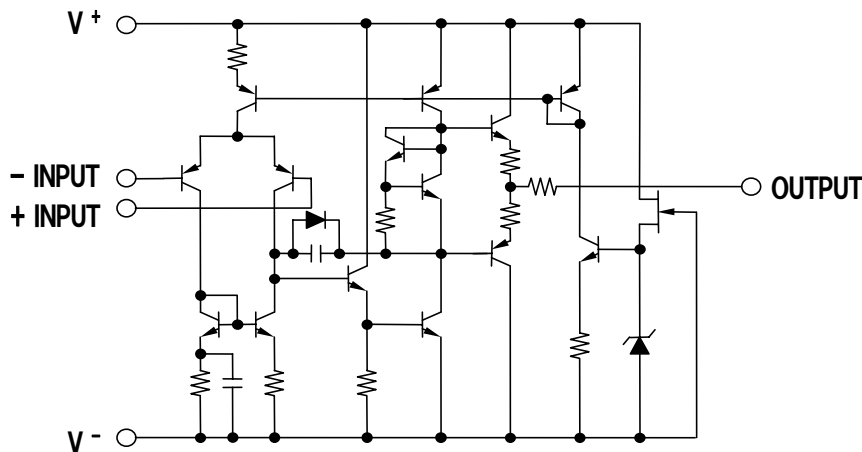 V+
- INPUT
+ INPUT
OUTPUT
V-